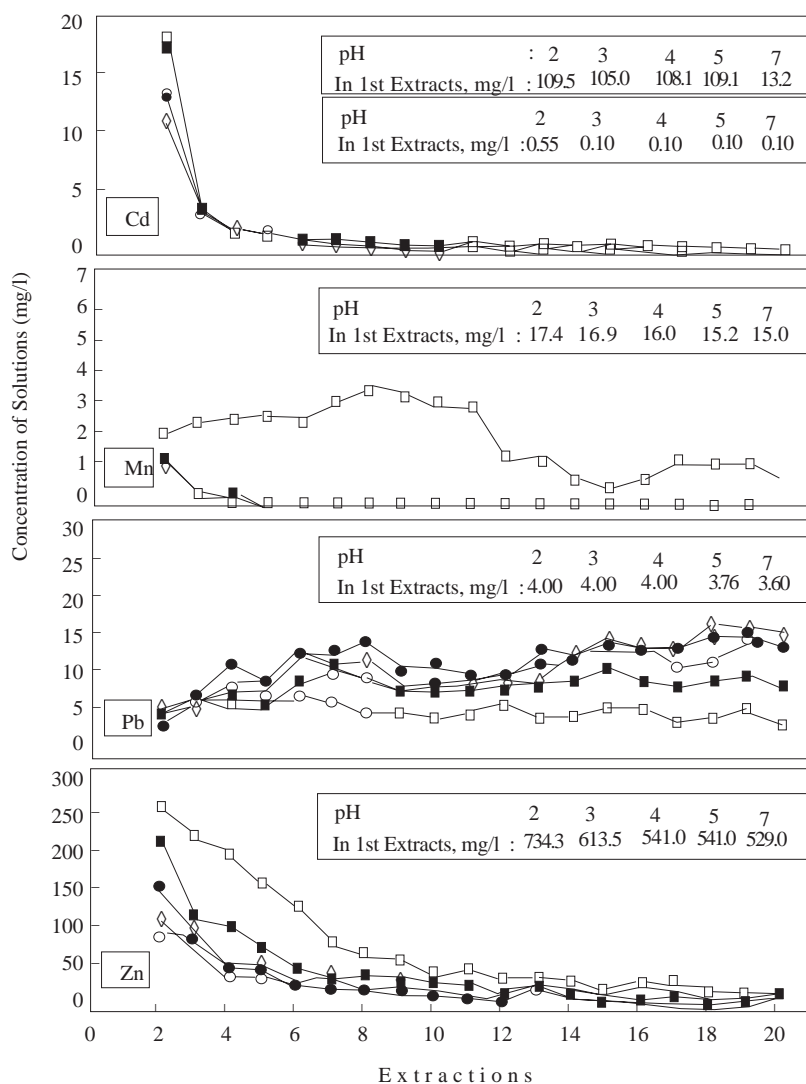 Concentration of Solutions (mg/l)
20
15
10
5
0
Cd
pH : 2 3 4 5 7
In 1st Extracts, mg/l : 109.5 105.0 108.1 109.1 13.2
pH 2 3 4 5 7
In 1st Extracts, mg/l :0.55 0.10 0.10 0.10 0.10
7
6
5
4
3
2
1
0
Mn
pH 2 3 4 5 7
In 1st Extracts, mg/l : 17.4 16.9 16.0 15.2 15.0
30
25
20
15
10
5
0
Pb
pH 2 3 4 5 7
In 1st Extracts, mg/l : 4.00 4.00 4.00 3.76 3.60
300
250
200
150
100
50
0
Zn
pH 2 3 4 5 7
In 1st Extracts, mg/l : 734.3 613.5 541.0 541.0 529.0
0 2 4 6 8 10 12 14 16 18 20
Extractions